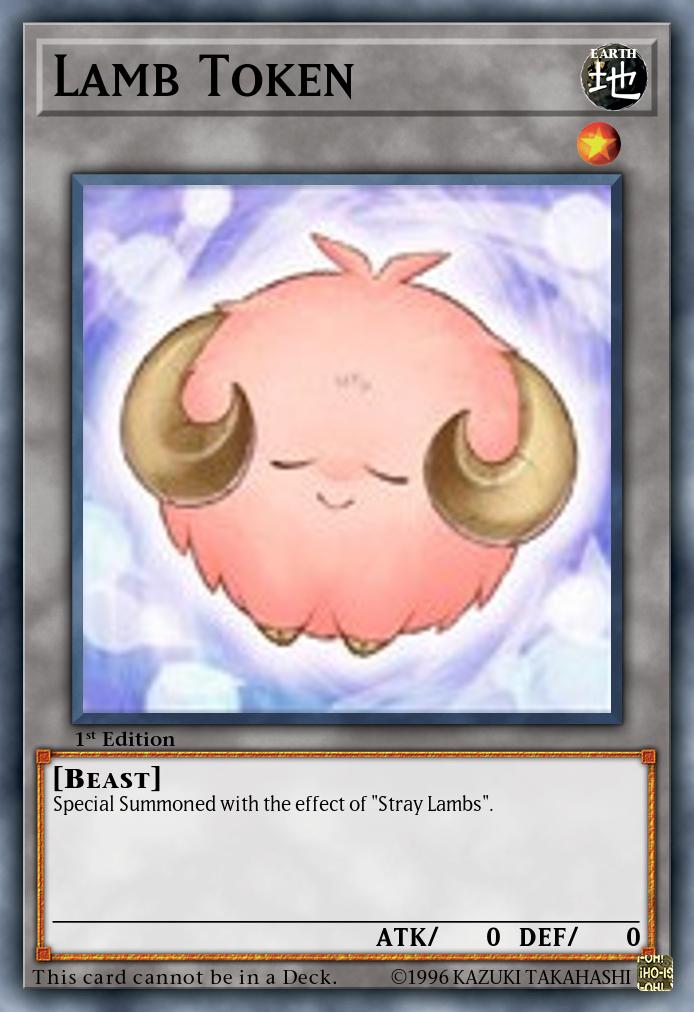 Lamb Token
EARTH
地
1st Edition
[Beast]
Special Summoned with the effect of "Stray Lambs".
ATK/ 0 DEF/ 0
This card cannot be in a Deck. ©1996 KAZUKI TAKAHASHI